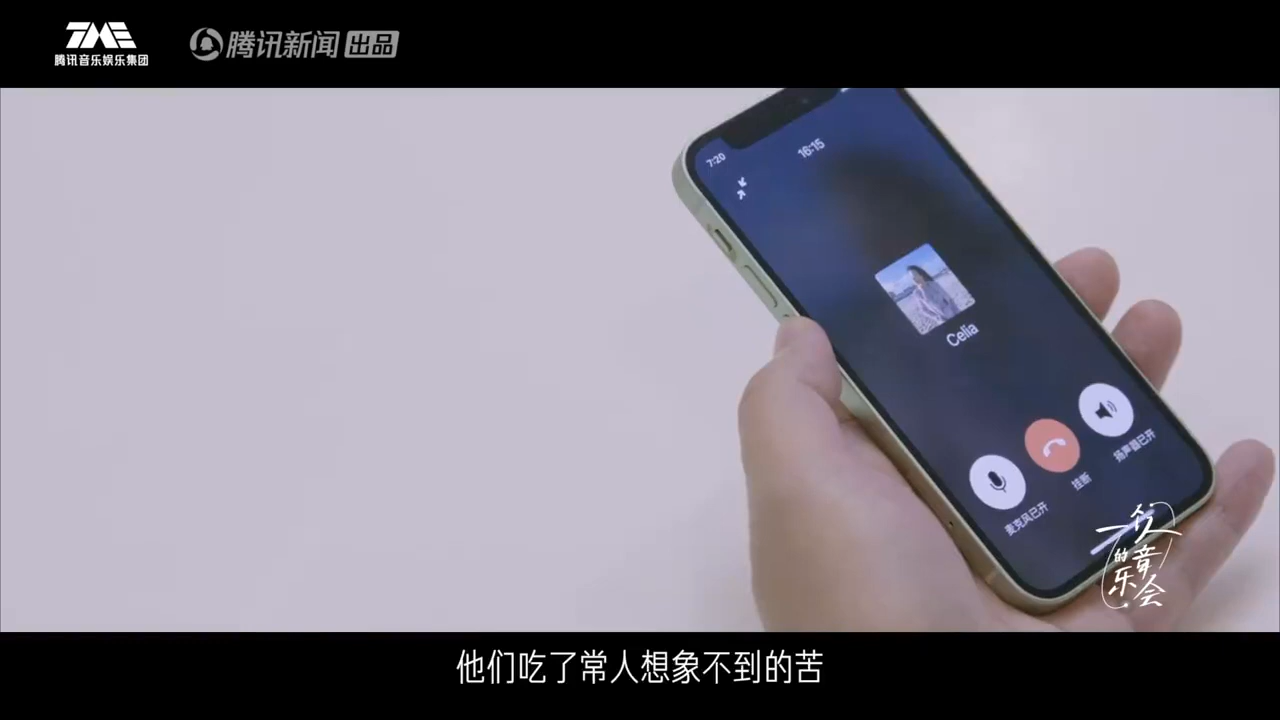 TME
腾讯音乐娱乐集团
腾讯新闻 出品
7:20
16:15
Celia
麦克风已开
挂断
扬声器已开
一个人
的音
乐会
他们吃了常人想象不到的苦